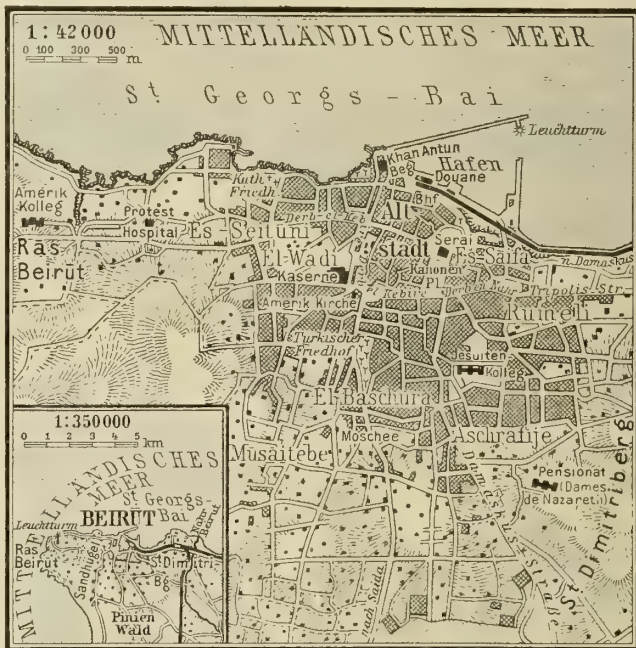 1:42000
0 100 300 500 m
MITTELLÄNDISCHES MEER
St. Georgs-Bai
Leuchtturm
Khan Antun
Beg
Hafen
Douane
Bhf
Kath.
Friedh.
Amerik
Kolleg
Protest
Hospital
Es-Seituni
Alt
stadt
Serai
Es-Saifa
Ras
Beirut
El-Wadi
Kaserne
Kanonen
Pl.
n. Damaskus
Tripolis Str.
Amerik Kirche
Rumeli
Türkischer
Friedhof
Jesuiten
Kolleg
El-Baschura
Moschee
Musaitebe
Aschrafije
Pensionat
(Dames
de Nazareth)
St. Dimitriberg
Damaskus-Straße
nach Saida
1:350000
0 1 2 3 4 5 km
MITTELLÄNDISCHES
MEER
St. Georgs-
Bai
BEIRUT
Nahr
Beirut
Leuchtturm
Ras
Beirut
Sandhügel
St. Dimitri-
Bg
Pinien
Wald